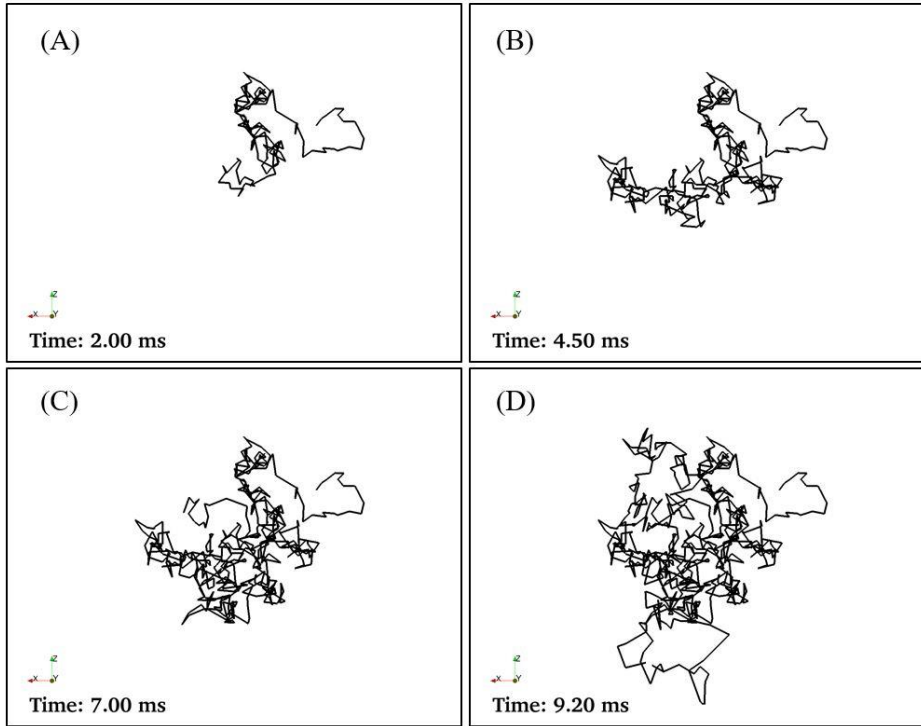 (A)
Z
X
Y
Time: 2.00 ms
(B)
Z
X
Y
Time: 4.50 ms
(C)
Z
X
Y
Time: 7.00 ms
(D)
Z
X
Y
Time: 9.20 ms